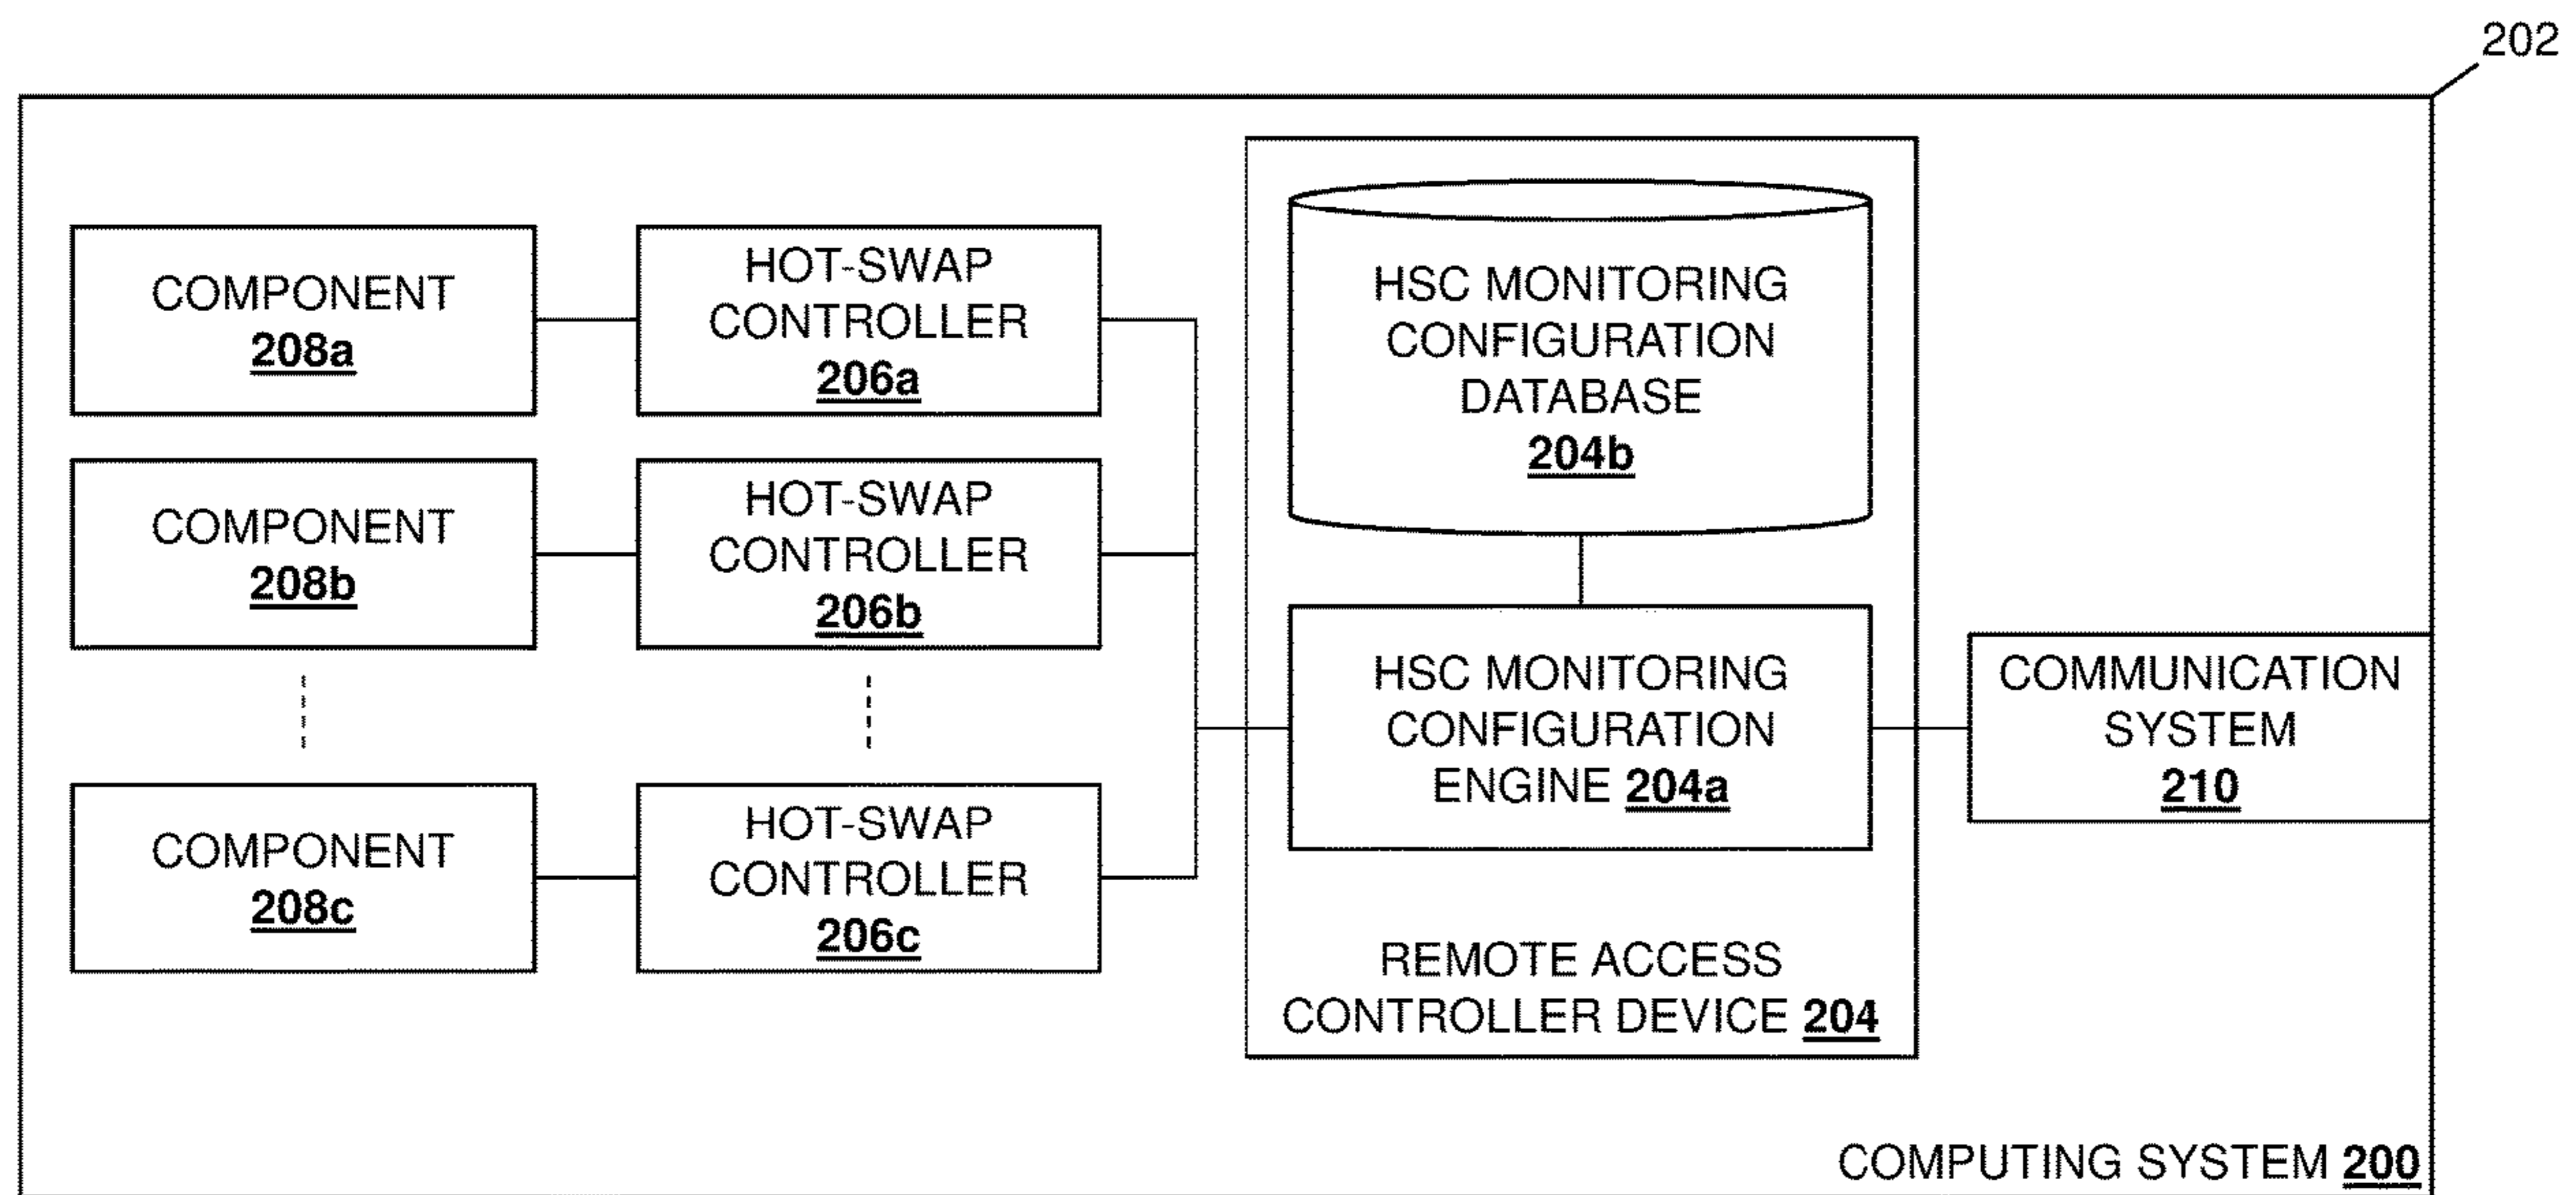 202
COMPONENT
208a
HOT-SWAP
CONTROLLER
206a
HSC MONITORING
CONFIGURATION
DATABASE
204b
COMPONENT
208b
HOT-SWAP
CONTROLLER
206b
HSC MONITORING
CONFIGURATION
ENGINE 204a
COMMUNICATION
SYSTEM
210
COMPONENT
208c
HOT-SWAP
CONTROLLER
206c
REMOTE ACCESS
CONTROLLER DEVICE 204
COMPUTING SYSTEM 200